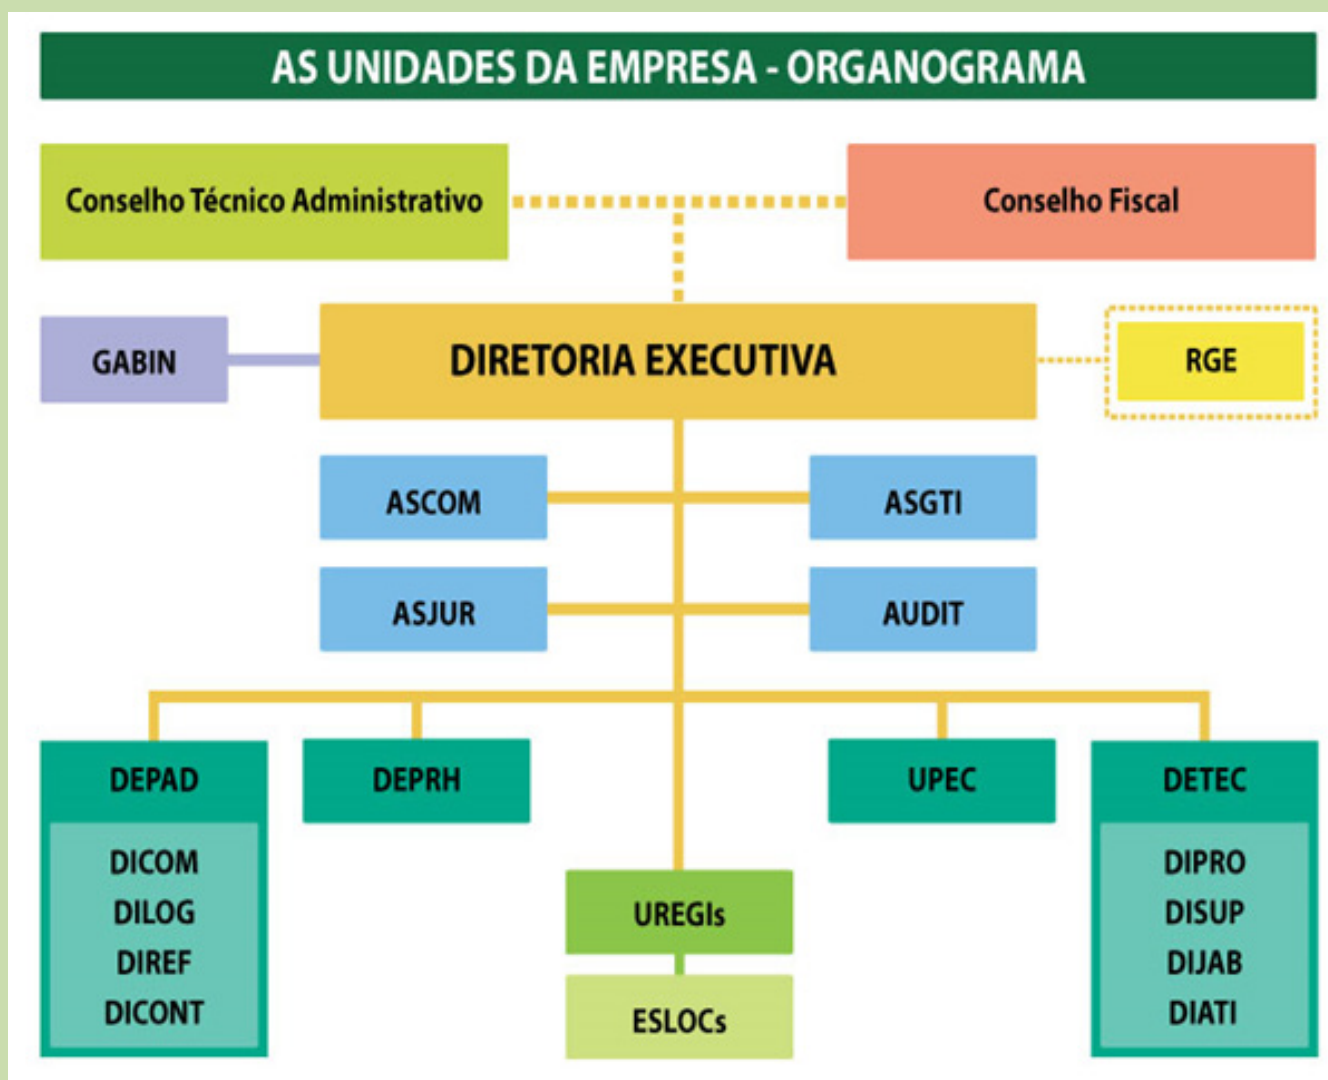 AS UNIDADES DA EMPRESA - ORGANOGRAMA
Conselho Técnico Administrativo
Conselho Fiscal
GABIN
DIRETORIA EXECUTIVA
RGE
ASCOM
ASGTI
ASJUR
AUDIT
DEPAD
DICOM
DILOG
DIREF
DICONT
DEPRH
UREGIs
ESLOCs
UPEC
DETEC
DIPRO
DISUP
DIJAB
DIATI